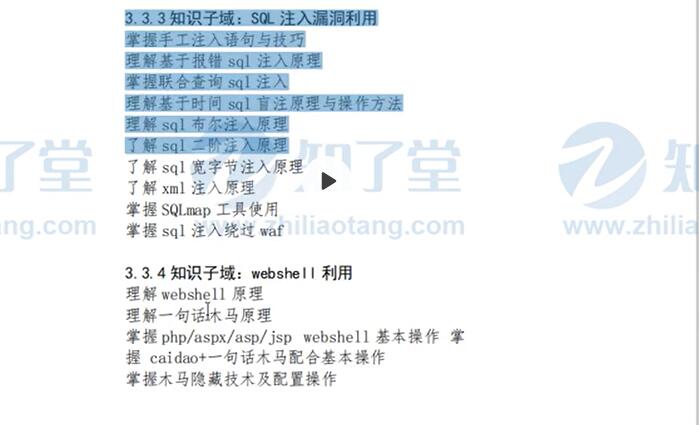 3.3.3 知识子域：SQL 注入漏洞利用
掌握手工注入语句与技巧
理解基于报错 sql 注入原理
掌握联合查询 sql 注入
理解基于时间 sql 盲注原理与操作方法
理解 sql 布尔注入原理
了解 sql 二阶注入原理
了解 sql 宽字节注入原理
了解 xml 注入原理
掌握 SQLmap 工具使用
掌握 sql 注入绕过 waf
了堂
知了堂
知
tang.com
www.zhiliaotang.com
www.zhiliaot
3.3.4 知识子域：webshell 利用
理解 webshell 原理
理解一句话木马原理
掌握 php/aspx/asp/jsp webshell 基本操作 掌
握 caidao+一句话木马配合基本操作
掌握木马隐藏技术及配置操作